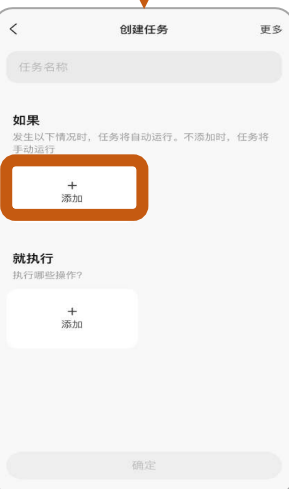 创建任务 更多
任务名称
如果
发生以下情况时，任务将自动运行。不添加时，任务将
手动运行
+
添加
就执行
执行哪些操作?
+
添加
确定